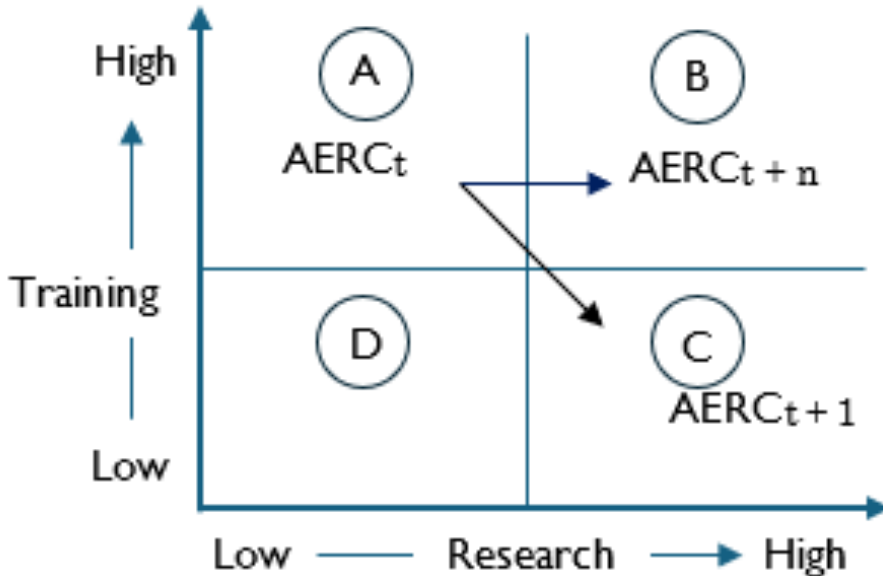 High
A
B
AERCt
AERCt + n
Training
D
C
AERCt + 1
Low
Low
Research
High